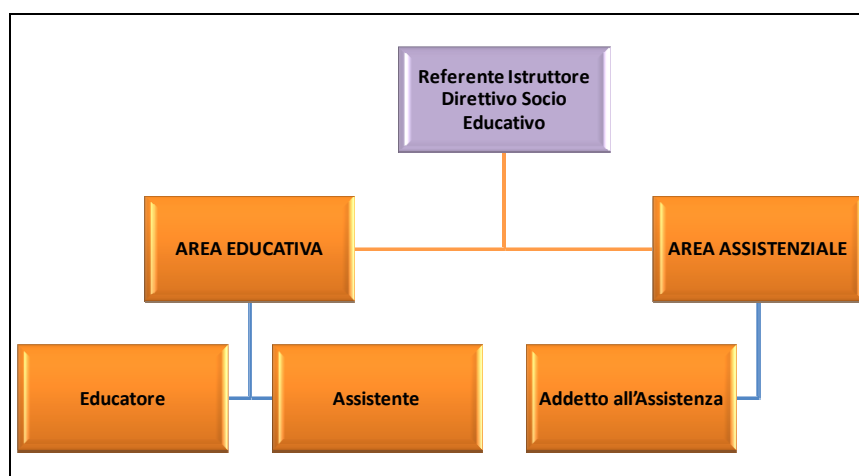 Referente Istruttore
Direttivo Socio
Educativo
AREA EDUCATIVA
AREA ASSISTENZIALE
Educatore
Assistente
Addetto all'Assistenza